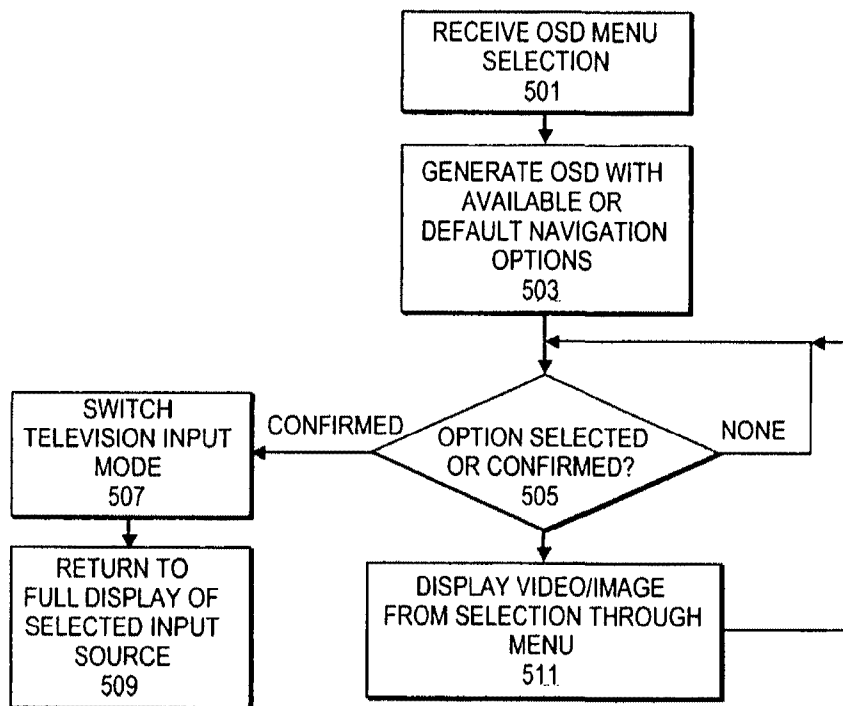 RECEIVE OSD MENU
SELECTION
501
GENERATE OSD WITH
AVAILABLE OR
DEFAULT NAVIGATION
OPTIONS
503
OPTION SELECTED
OR CONFIRMED?
505
CONFIRMED
NONE
SWITCH
TELEVISION INPUT
MODE
507
RETURN TO
FULL DISPLAY OF
SELECTED INPUT
SOURCE
509
DISPLAY VIDEO/IMAGE
FROM SELECTION THROUGH
MENU
511